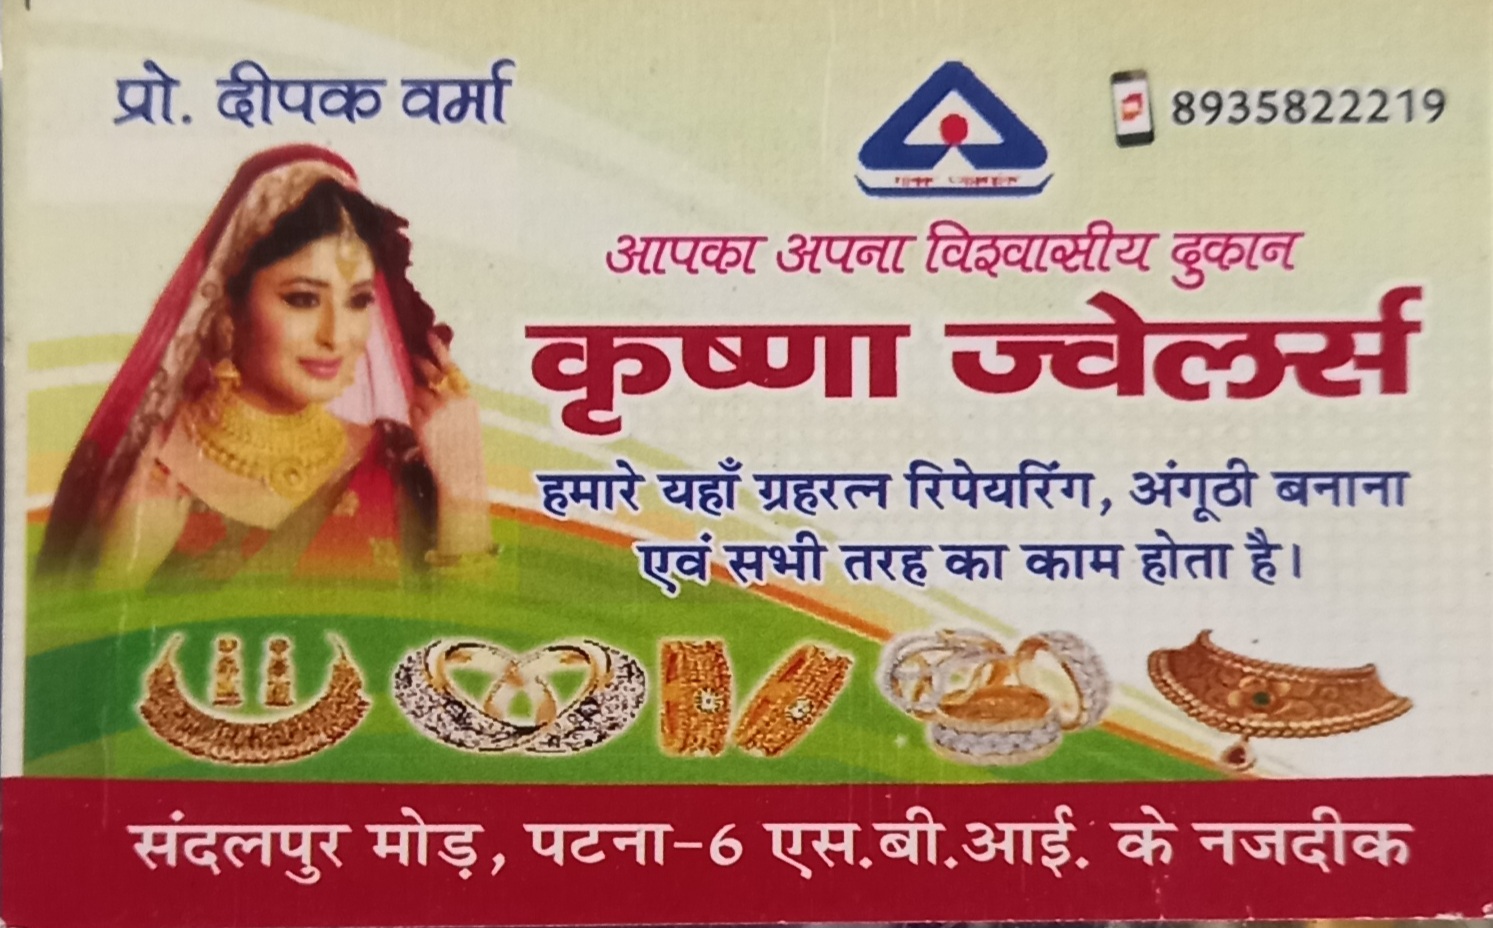 प्रो. दीपक वर्मा
8935822219
आपका अपना विश्वासीय दुकान
कृष्णा ज्वेलर्स
हमारे यहाँ ग्रहरत्न रिपेयरिंग, अंगूठी बनाना
एवं सभी तरह का काम होता है।
संदलपुर मोड़, पटना-6 एस.बी.आई. के नजदीक